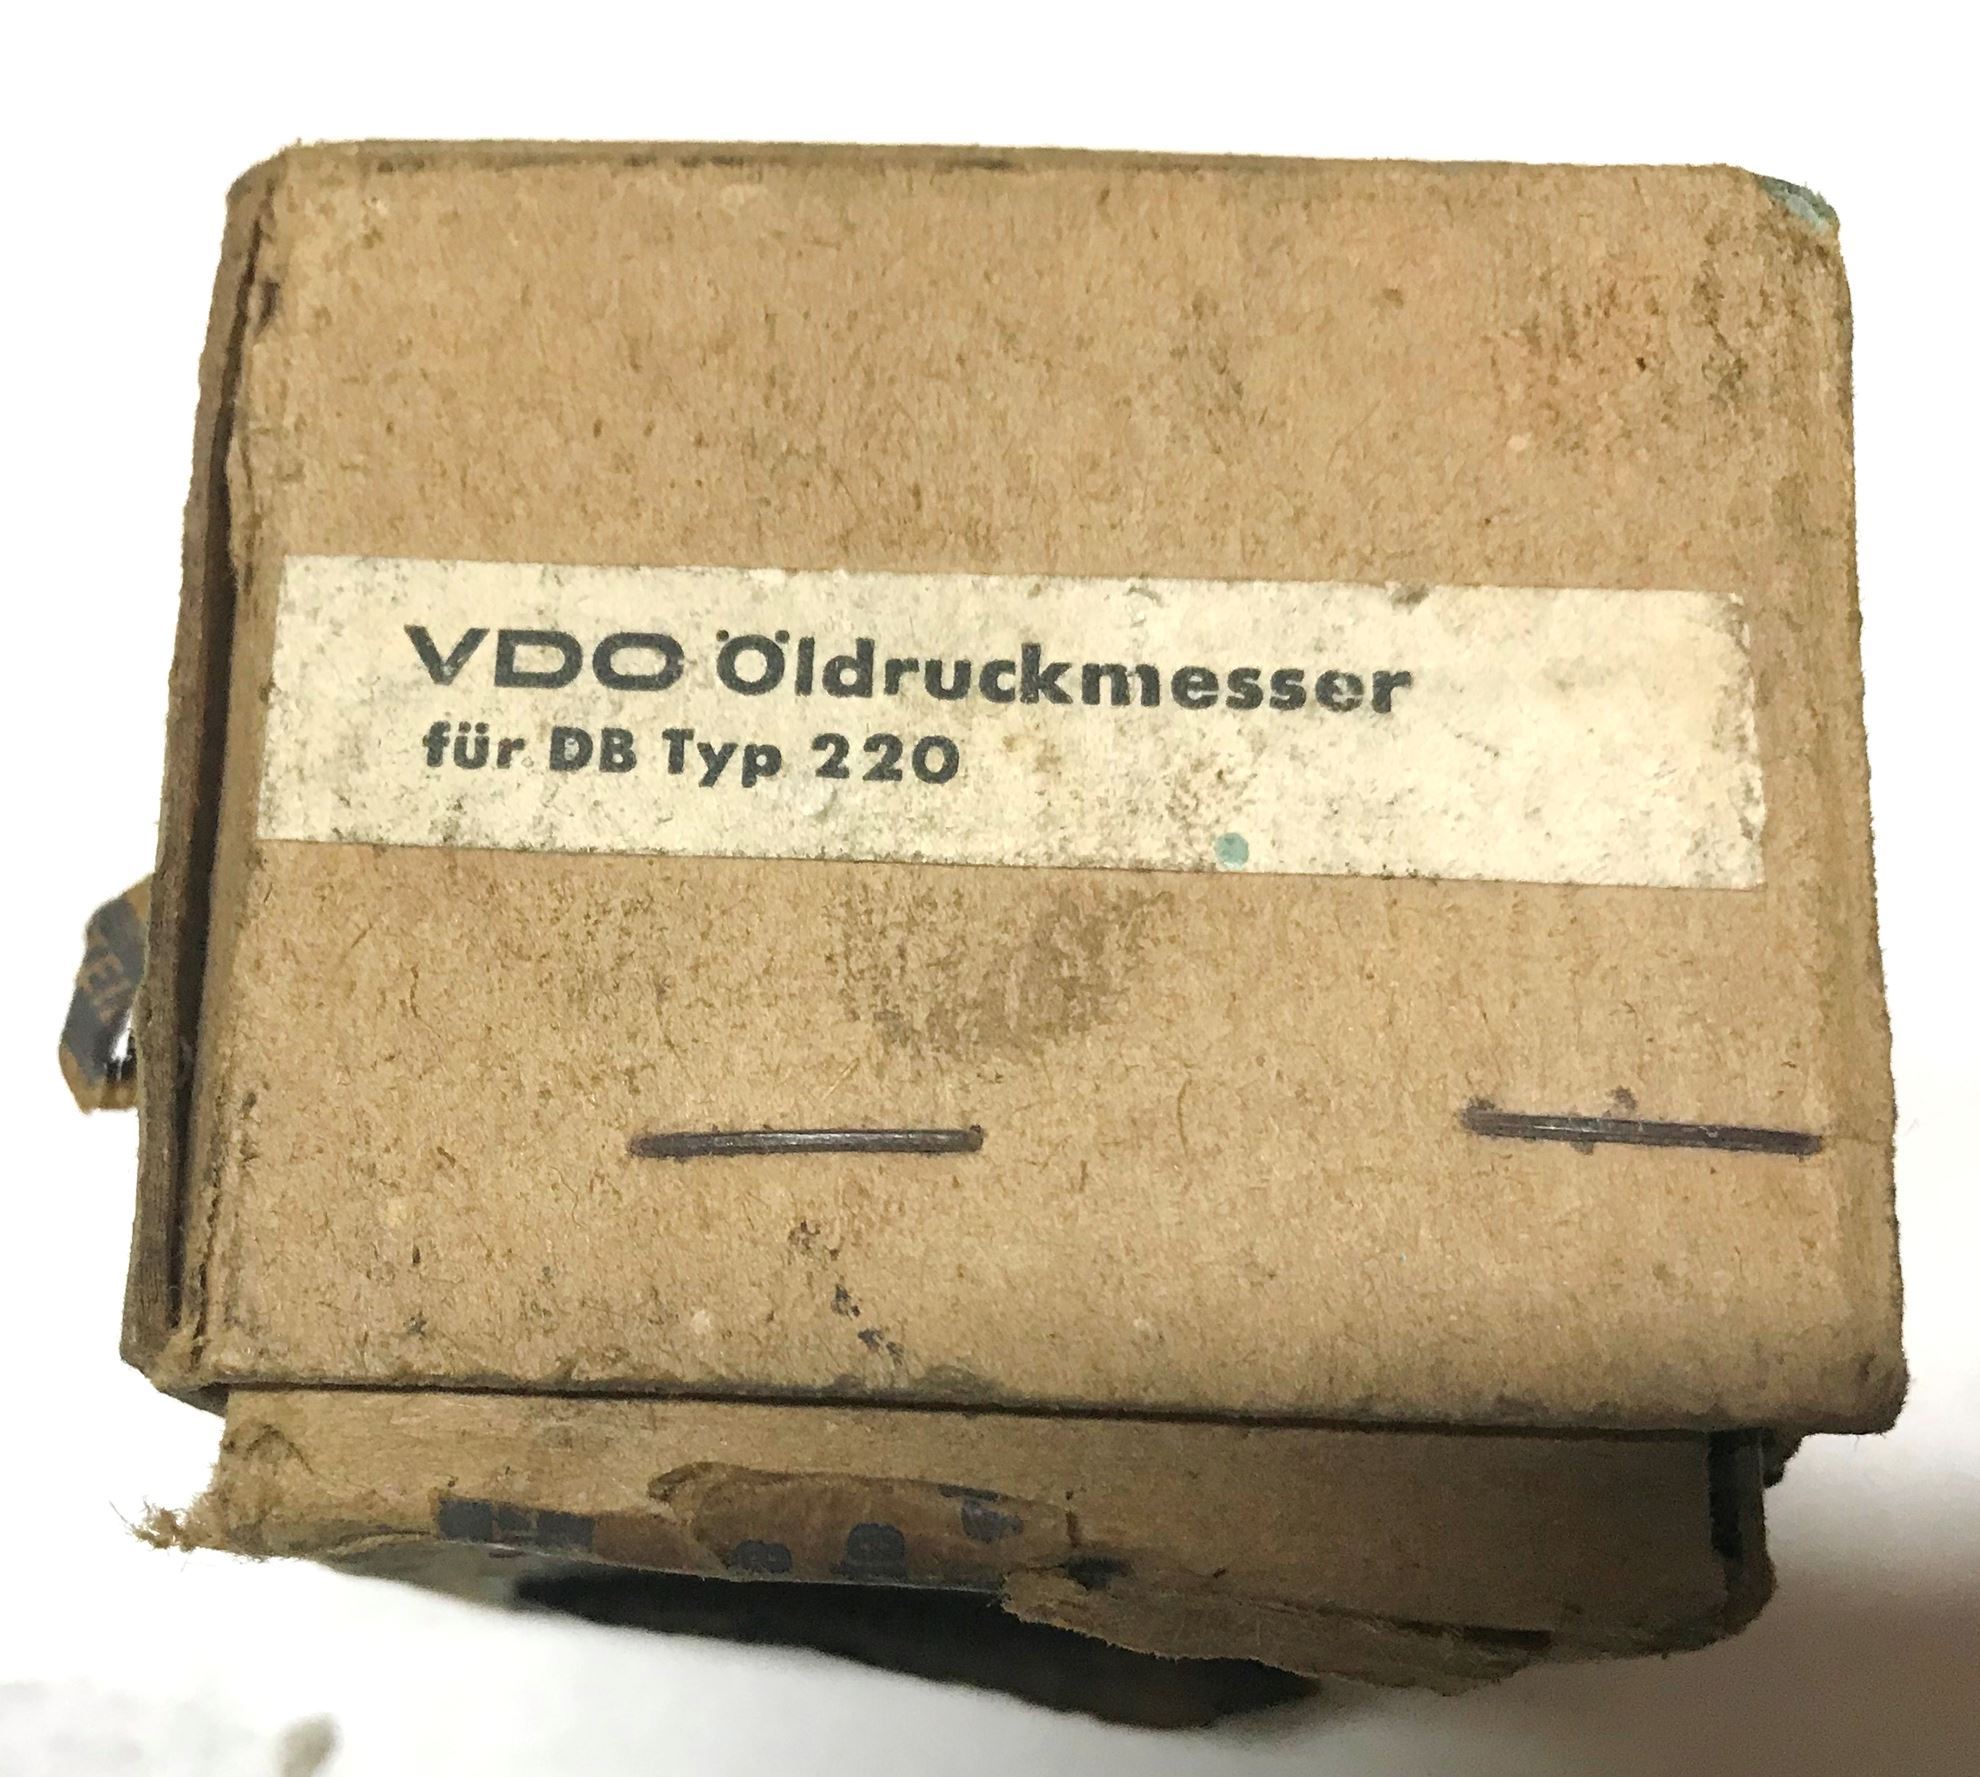 VDO Öldruckmesser
für DB Typ 220